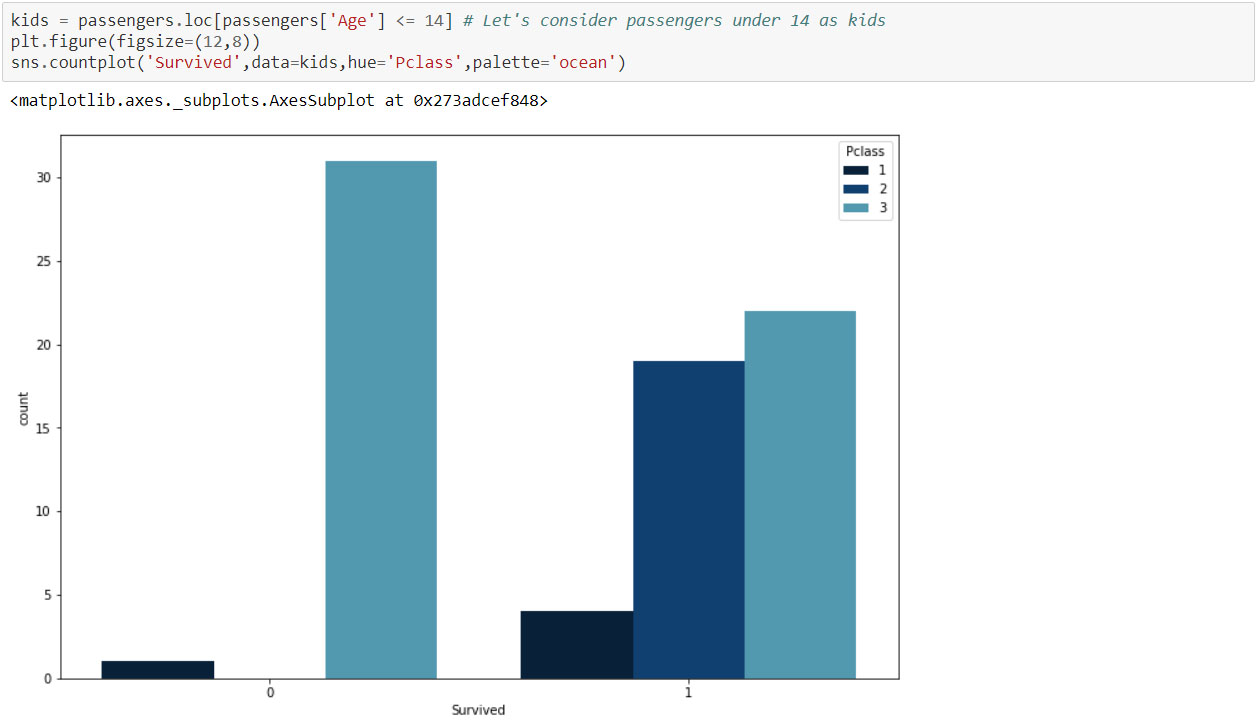 kids = passengers.loc[passengers['Age'] <= 14] # Let's consider passengers under 14 as kids
plt.figure(figsize=(12,8))
sns.countplot('Survived',data=kids,hue='Pclass',palette='ocean')
<matplotlib.axes._subplots.AxesSubplot at 0x273adcef848>
Pclass
1
2
3
30
25
20
15
10
5
0
count
0
1
Survived